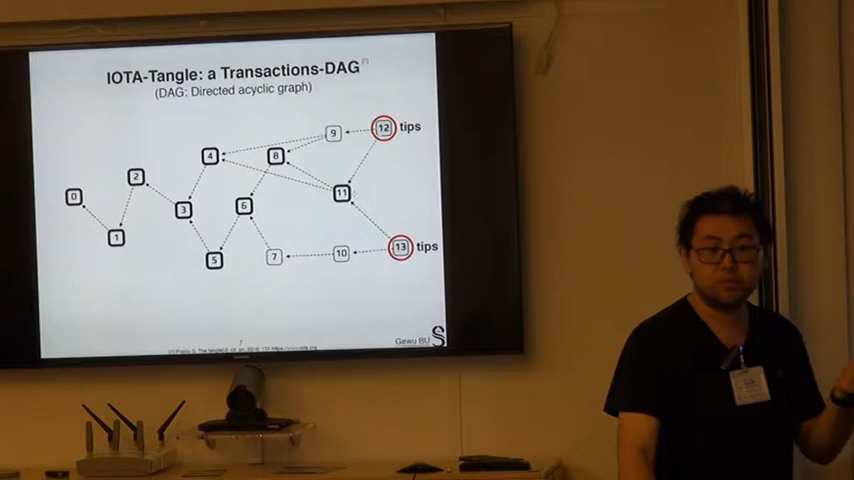 IOTA-Tangle: a Transactions-DAG
(DAG: Directed acyclic graph)
9
12 tips
4
8
2
11
0
6
3
1
13 tips
10
7
5
7
Gewu BU